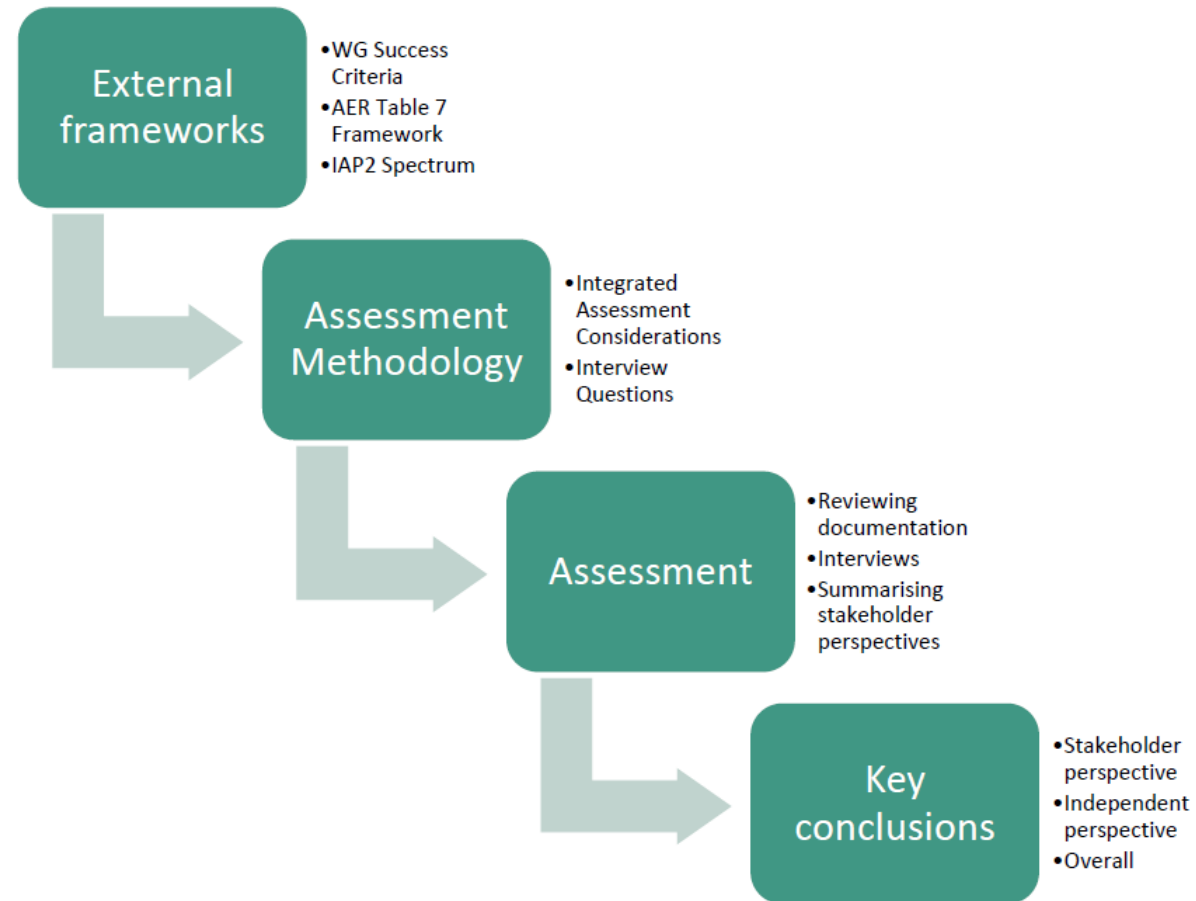 External
frameworks
•WG Success
Criteria
•AER Table 7
Framework
•IAP2 Spectrum
Assessment
Methodology
•Integrated
Assessment
Considerations
•Interview
Questions
Assessment
•Reviewing
documentation
•Interviews
•Summarising
stakeholder
perspectives
Key
conclusions
•Stakeholder
perspective
•Independent
perspective
•Overall